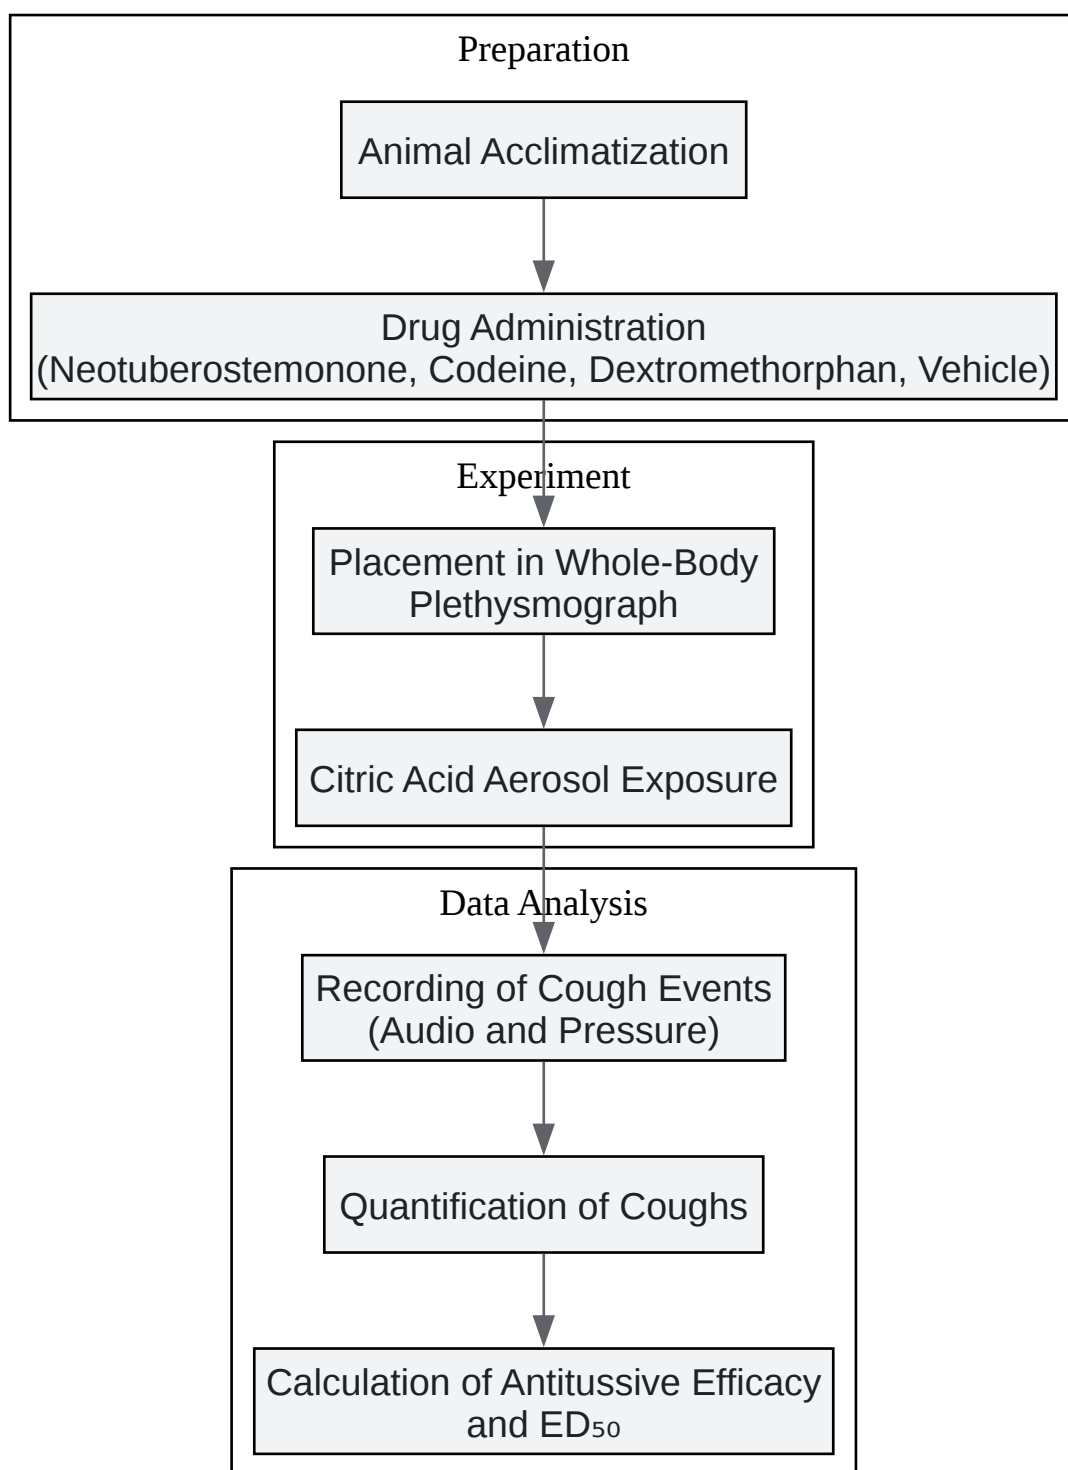 Preparation
Animal Acclimatization
Drug Administration
(Neotuberostemonone, Codeine, Dextromethorphan, Vehicle)
Experiment
Placement in Whole-Body
Plethysmograph
Citric Acid Aerosol Exposure
Data Analysis
Recording of Cough Events
(Audio and Pressure)
Quantification of Coughs
Calculation of Antitussive Efficacy
and ED₅₀